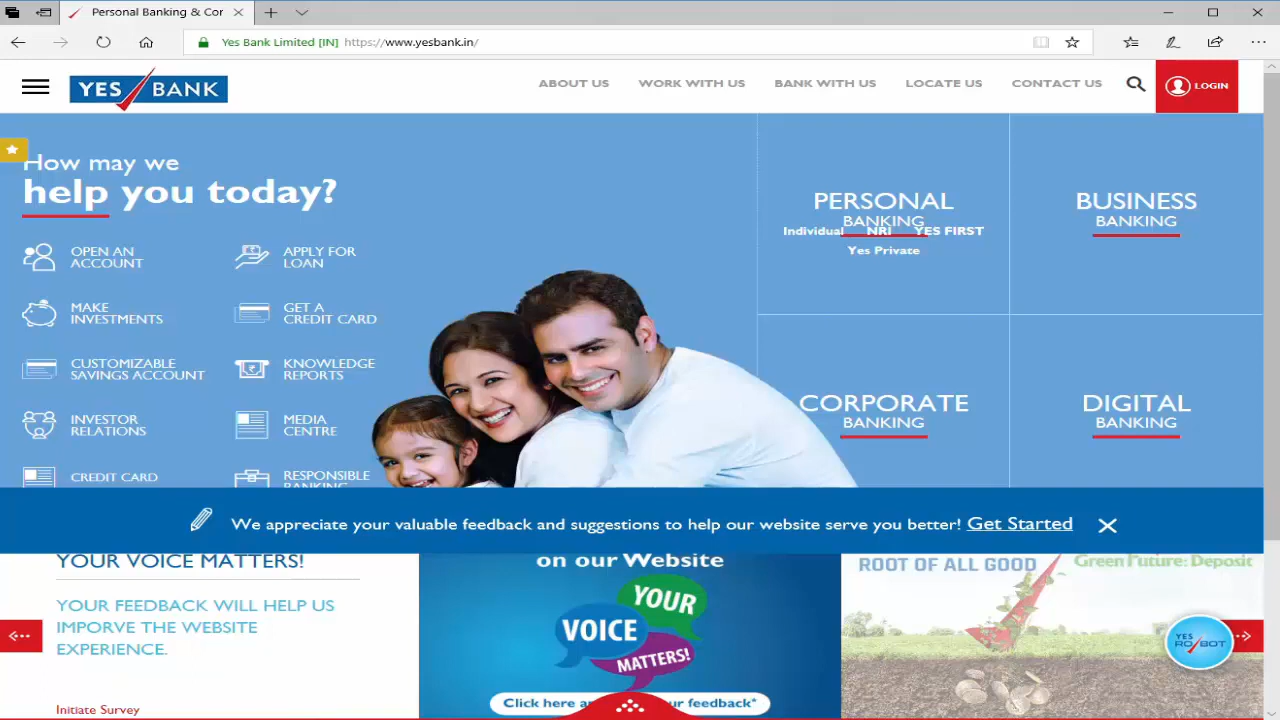 Personal Banking & Cor
Yes Bank Limited [IN] https://www.yesbank.in/
YES BANK
ABOUT US WORK WITH US BANK WITH US LOCATE US CONTACT US LOGIN
How may we
help you today?
OPEN AN
ACCOUNT
APPLY FOR
LOAN
MAKE
INVESTMENTS
GET A
CREDIT CARD
CUSTOMIZABLE
SAVINGS ACCOUNT
KNOWLEDGE
REPORTS
INVESTOR
RELATIONS
MEDIA
CENTRE
CREDIT CARD
RESPONSIBLE
BANKING
PERSONAL
BANKING
Individual NRI YES FIRST
Yes Private
BUSINESS
BANKING
CORPORATE
BANKING
DIGITAL
BANKING
We appreciate your valuable feedback and suggestions to help our website serve you better! Get Started
YOUR VOICE MATTERS!
YOUR FEEDBACK WILL HELP US
IMPORVE THE WEBSITE
EXPERIENCE.
Initiate Survey
on our Website
YOUR
VOICE
MATTERS!
Click here ur feedback*
ROOT OF ALL GOOD
Green Future: Deposit
YES
ROBOT